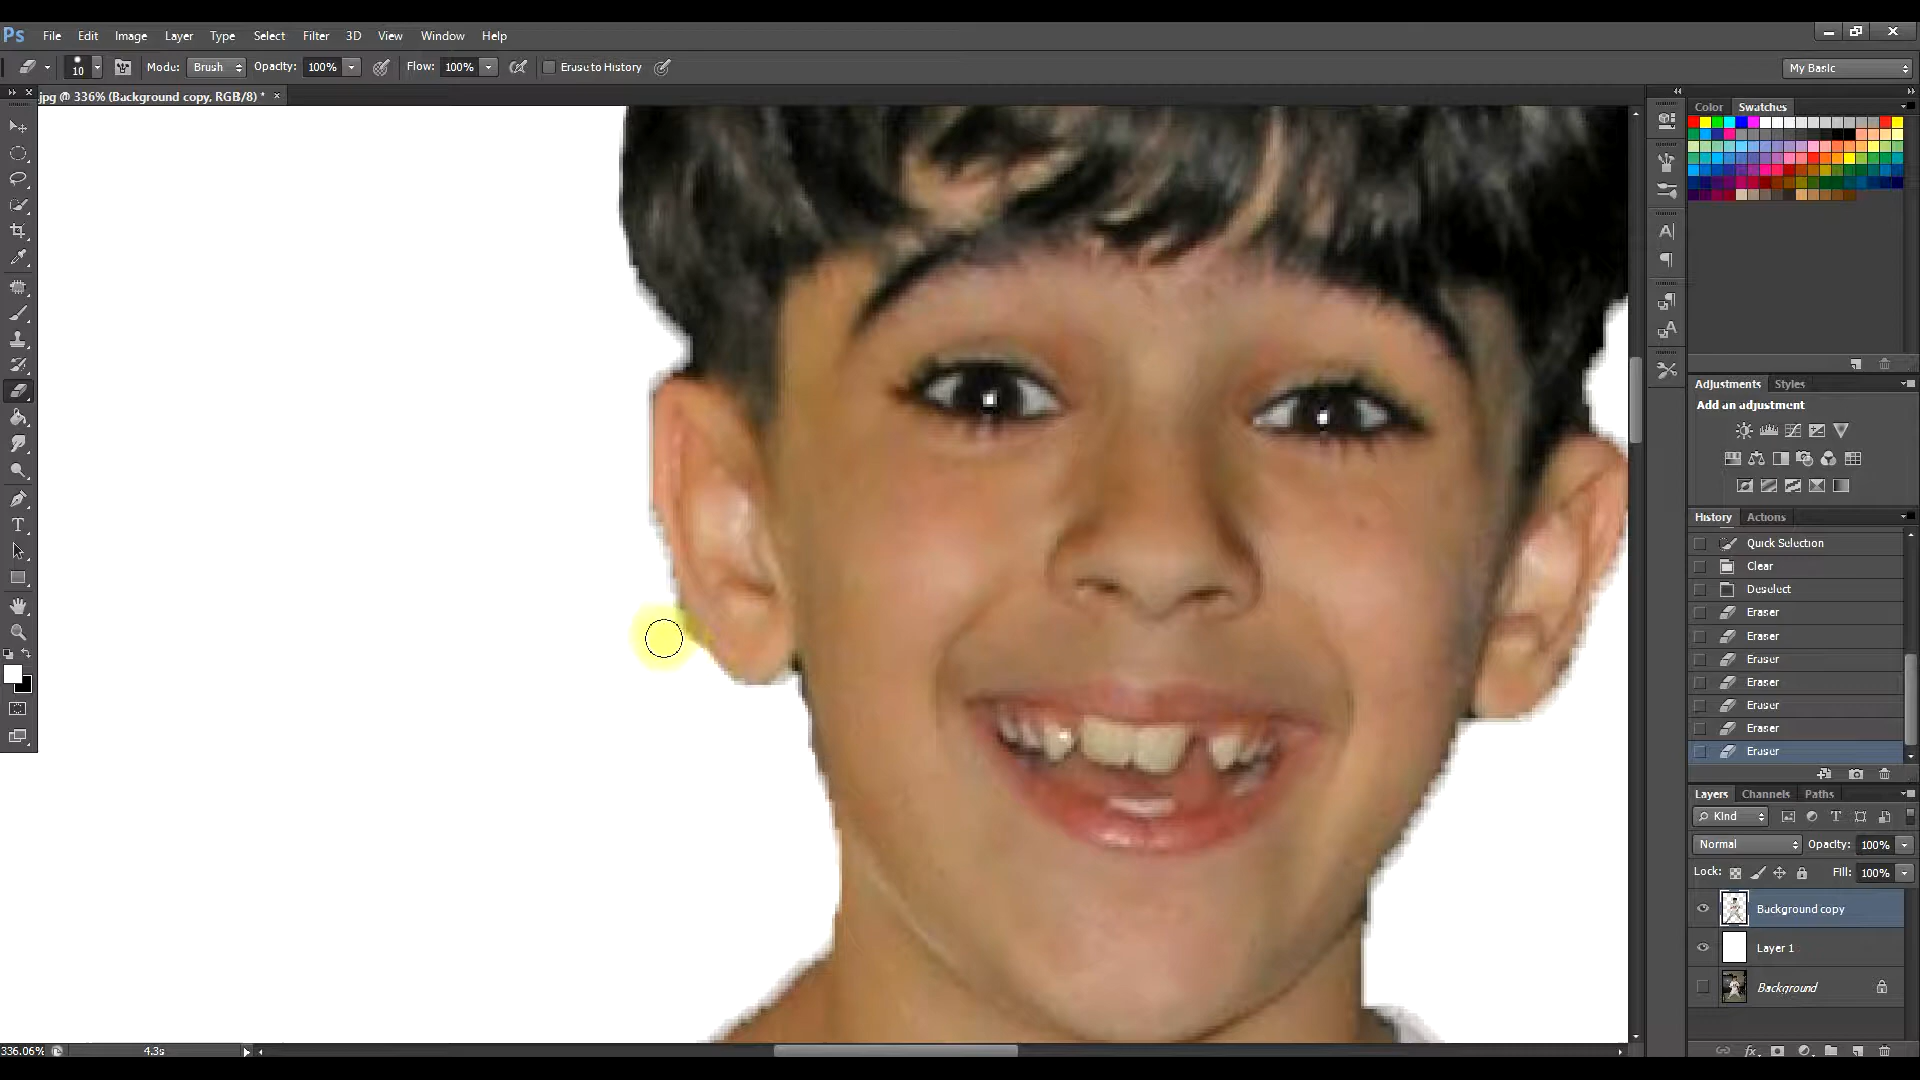 Ps File Edit Image Layer Type Select Filter 3D View Window Help
10 Mode: Brush Opacity: 100% Flow: 100% Erase to History My Basic
.jpg @ 336% (Background copy, RGB/8) * ×
Color Swatches
Adjustments Styles
Add an adjustment
History Actions
Quick Selection
Clear
Deselect
Eraser
Eraser
Eraser
Eraser
Eraser
Eraser
Eraser
Layers Channels Paths
Kind
Normal Opacity: 100%
Lock: Fill: 100%
Background copy
Layer 1
Background
336.06% 4.3s